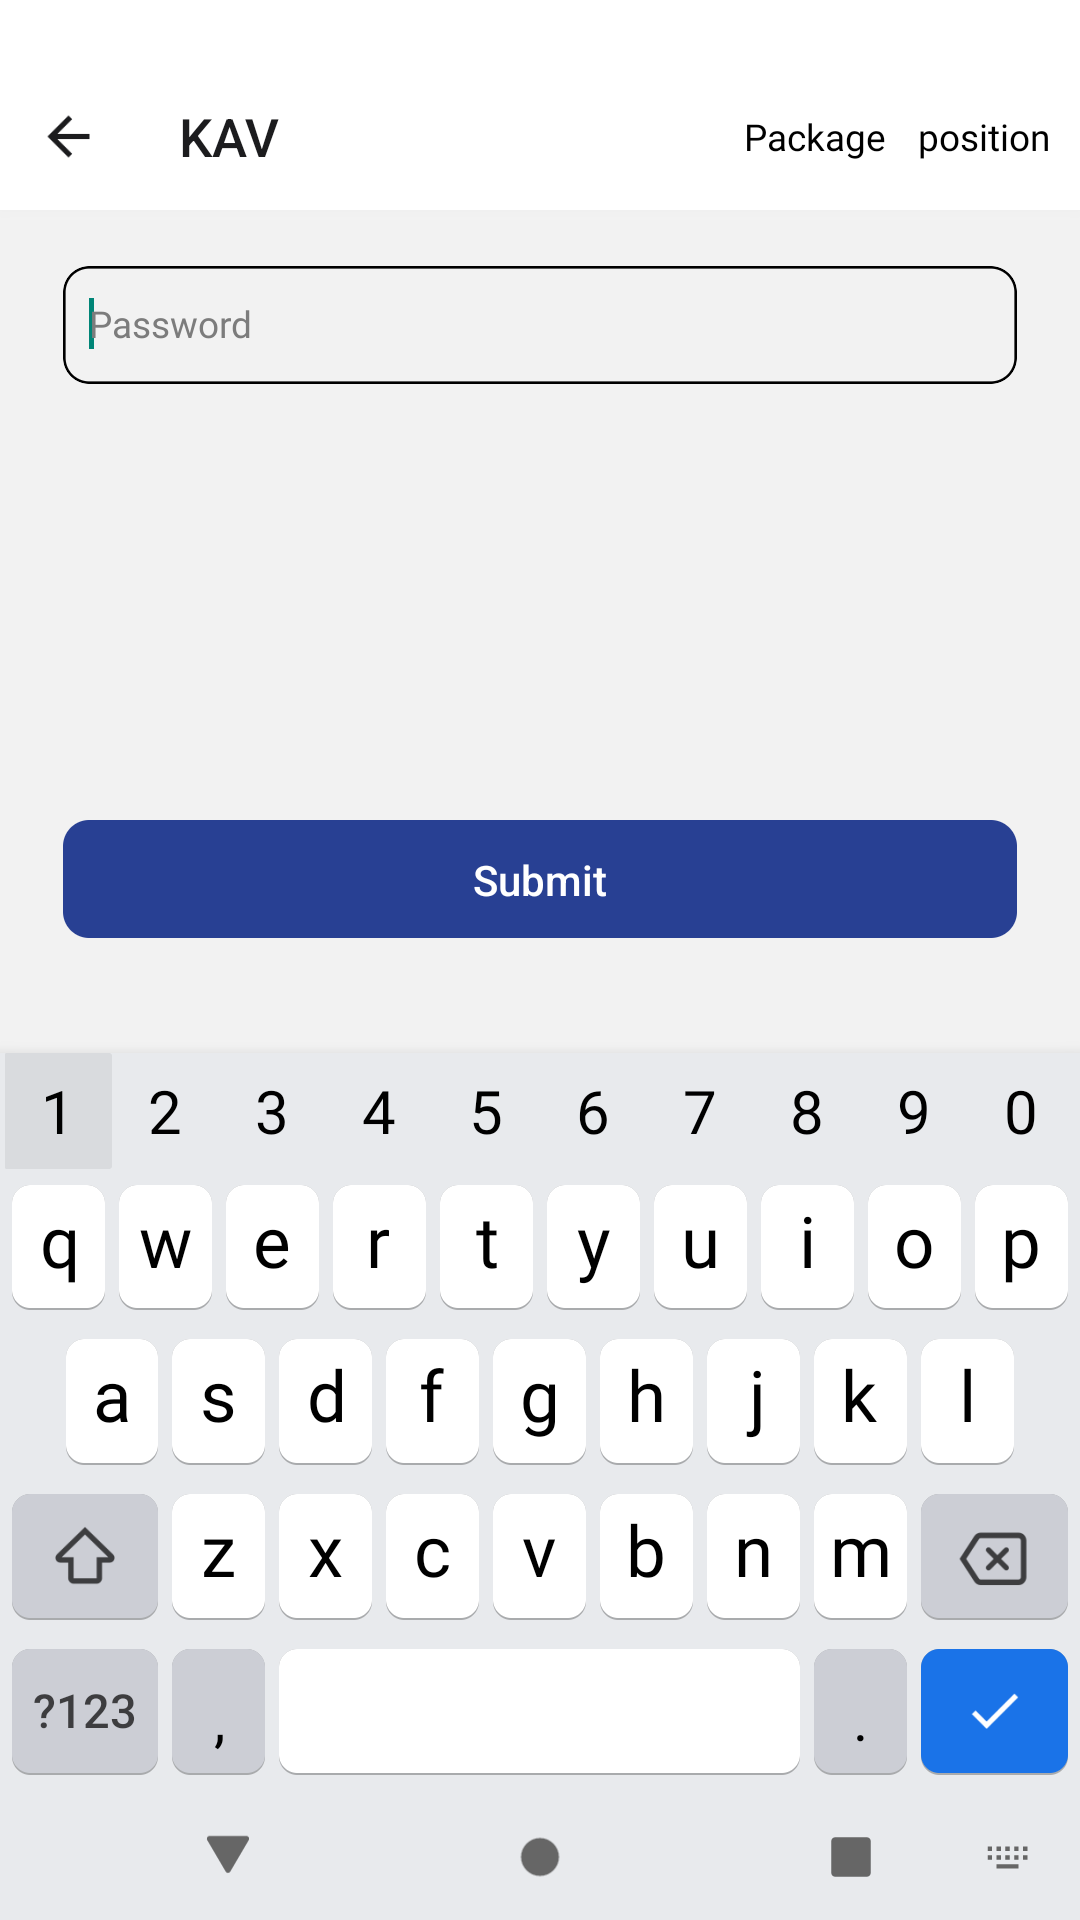 KAV Package position
Password
Submit
1 2 3 4 5 6 7 8 9 0
q w e r t y u i o p
a s d f g h j k l
z x c v b n m
?123 , .